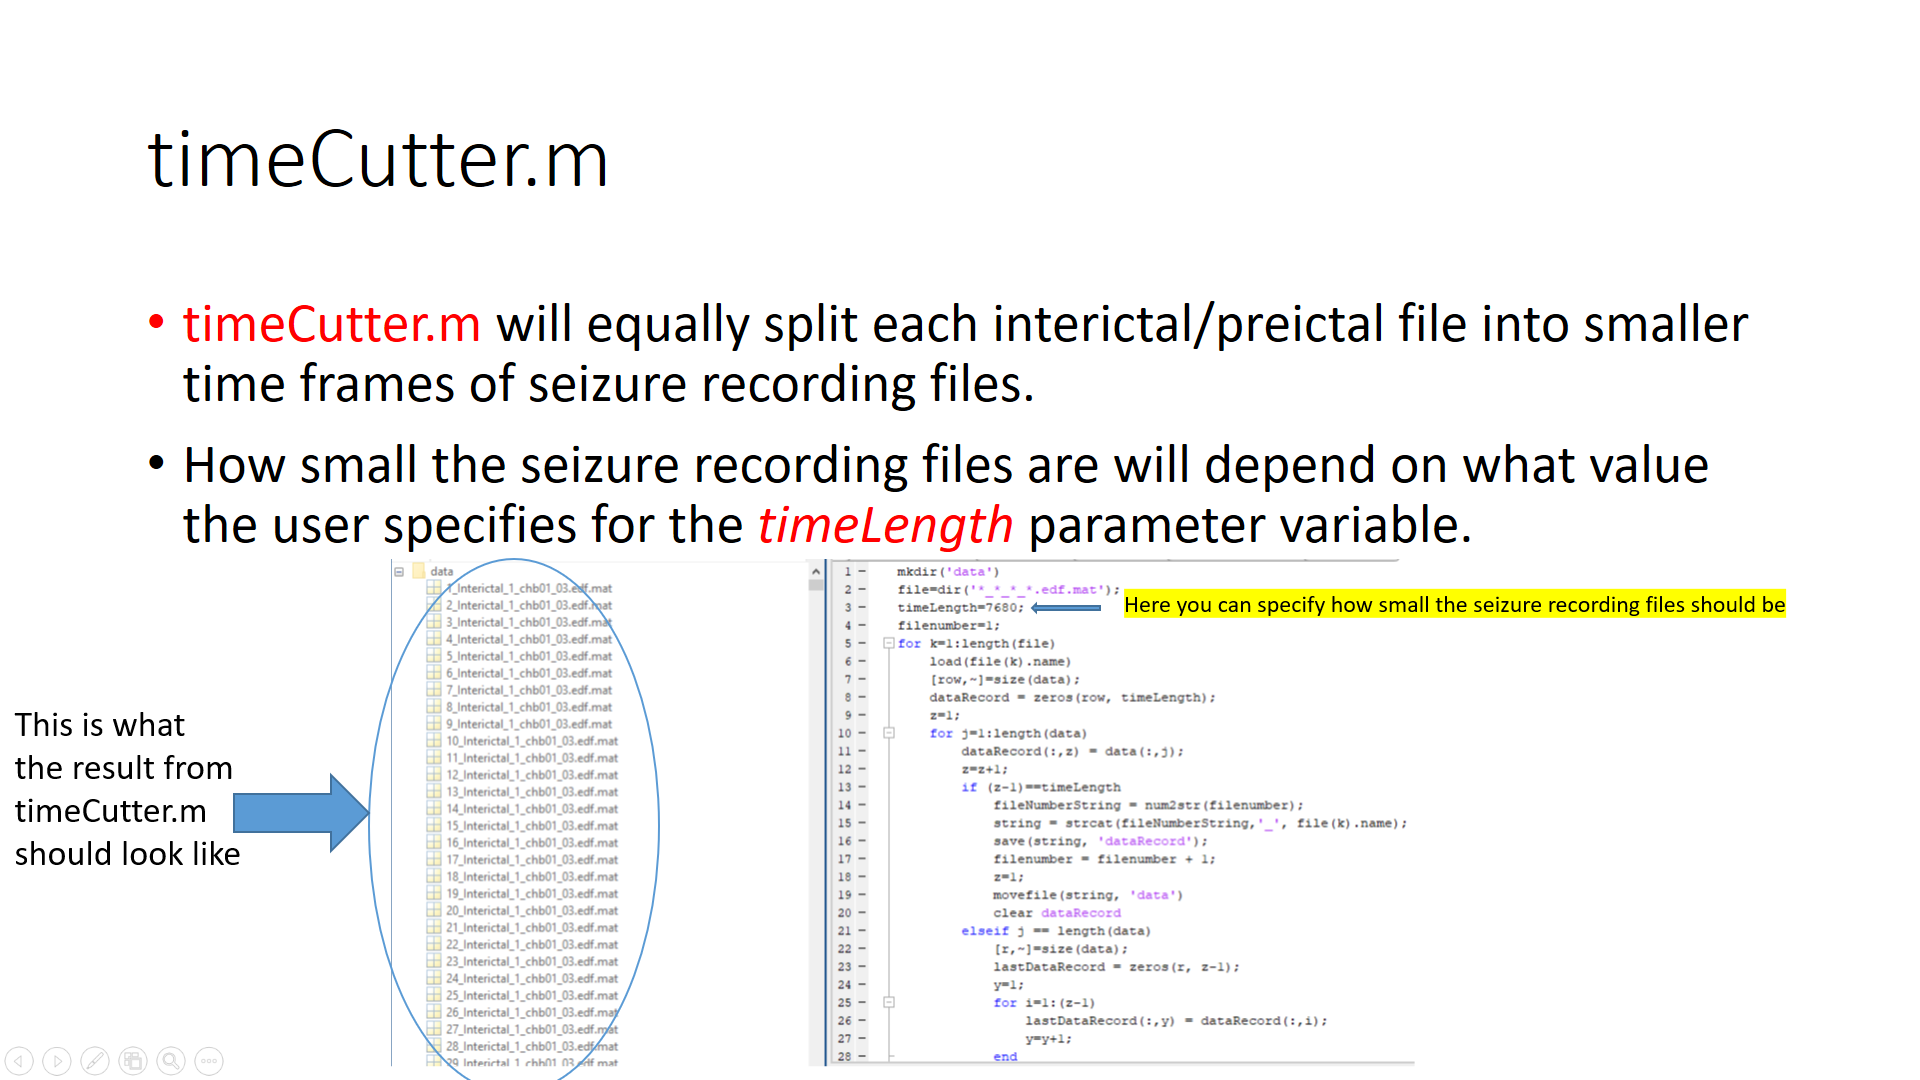 timeCutter.m
• timeCutter.m will equally split each interictal/preictal file into smaller
time frames of seizure recording files.
• How small the seizure recording files are will depend on what value
the user specifies for the timeLength parameter variable.
This is what
the result from
timeCutter.m
should look like
data
1_Interictal_1_chb01_03.edf.mat
2_Interictal_1_chb01_03.edf.mat
3_Interictal_1_chb01_03.edf.mat
4_Interictal_1_chb01_03.edf.mat
5_Interictal_1_chb01_03.edf.mat
6_Interictal_1_chb01_03.edf.mat
7_Interictal_1_chb01_03.edf.mat
8_Interictal_1_chb01_03.edf.mat
9_Interictal_1_chb01_03.edf.mat
10_Interictal_1_chb01_03.edf.mat
11_Interictal_1_chb01_03.edf.mat
12_Interictal_1_chb01_03.edf.mat
13_Interictal_1_chb01_03.edf.mat
14_Interictal_1_chb01_03.edf.mat
15_Interictal_1_chb01_03.edf.mat
16_Interictal_1_chb01_03.edf.mat
17_Interictal_1_chb01_03.edf.mat
18_Interictal_1_chb01_03.edf.mat
19_Interictal_1_chb01_03.edf.mat
20_Interictal_1_chb01_03.edf.mat
21_Interictal_1_chb01_03.edf.mat
22_Interictal_1_chb01_03.edf.mat
23_Interictal_1_chb01_03.edf.mat
24_Interictal_1_chb01_03.edf.mat
25_Interictal_1_chb01_03.edf.mat
26_Interictal_1_chb01_03.edf.mat
27_Interictal_1_chb01_03.edf.mat
28_Interictal_1_chb01_03.edf.mat
29_Interictal_1_chb01_03.edf.mat
1 - mkdir('data')
2 - file=dir('*_*_*_*.edf.mat');
3 - timeLength=7680;
Here you can specify how small the seizure recording files should be
4 - filenumber=1;
5 - for k=1:length(file)
6 - load(file(k).name)
7 - [row,~]=size(data);
8 - dataRecord = zeros(row, timeLength);
9 - z=1;
10 - for j=1:length(data)
11 - dataRecord(:,z) = data(:,j);
12 - z=z+1;
13 - if (z-1)==timeLength
14 - fileNumberString = num2str(filenumber);
15 - string = strcat(fileNumberString,'_', file(k).name);
16 - save(string, 'dataRecord');
17 - filenumber = filenumber + 1;
18 - z=1;
19 - movefile(string, 'data')
20 - clear dataRecord
21 - elseif j == length(data)
22 - [r,~]=size(data);
23 - lastDataRecord = zeros(r, z-1);
24 - y=1;
25 - for i=1:(z-1)
26 - lastDataRecord(:,y) = dataRecord(:,i);
27 - y=y+1;
28 - end